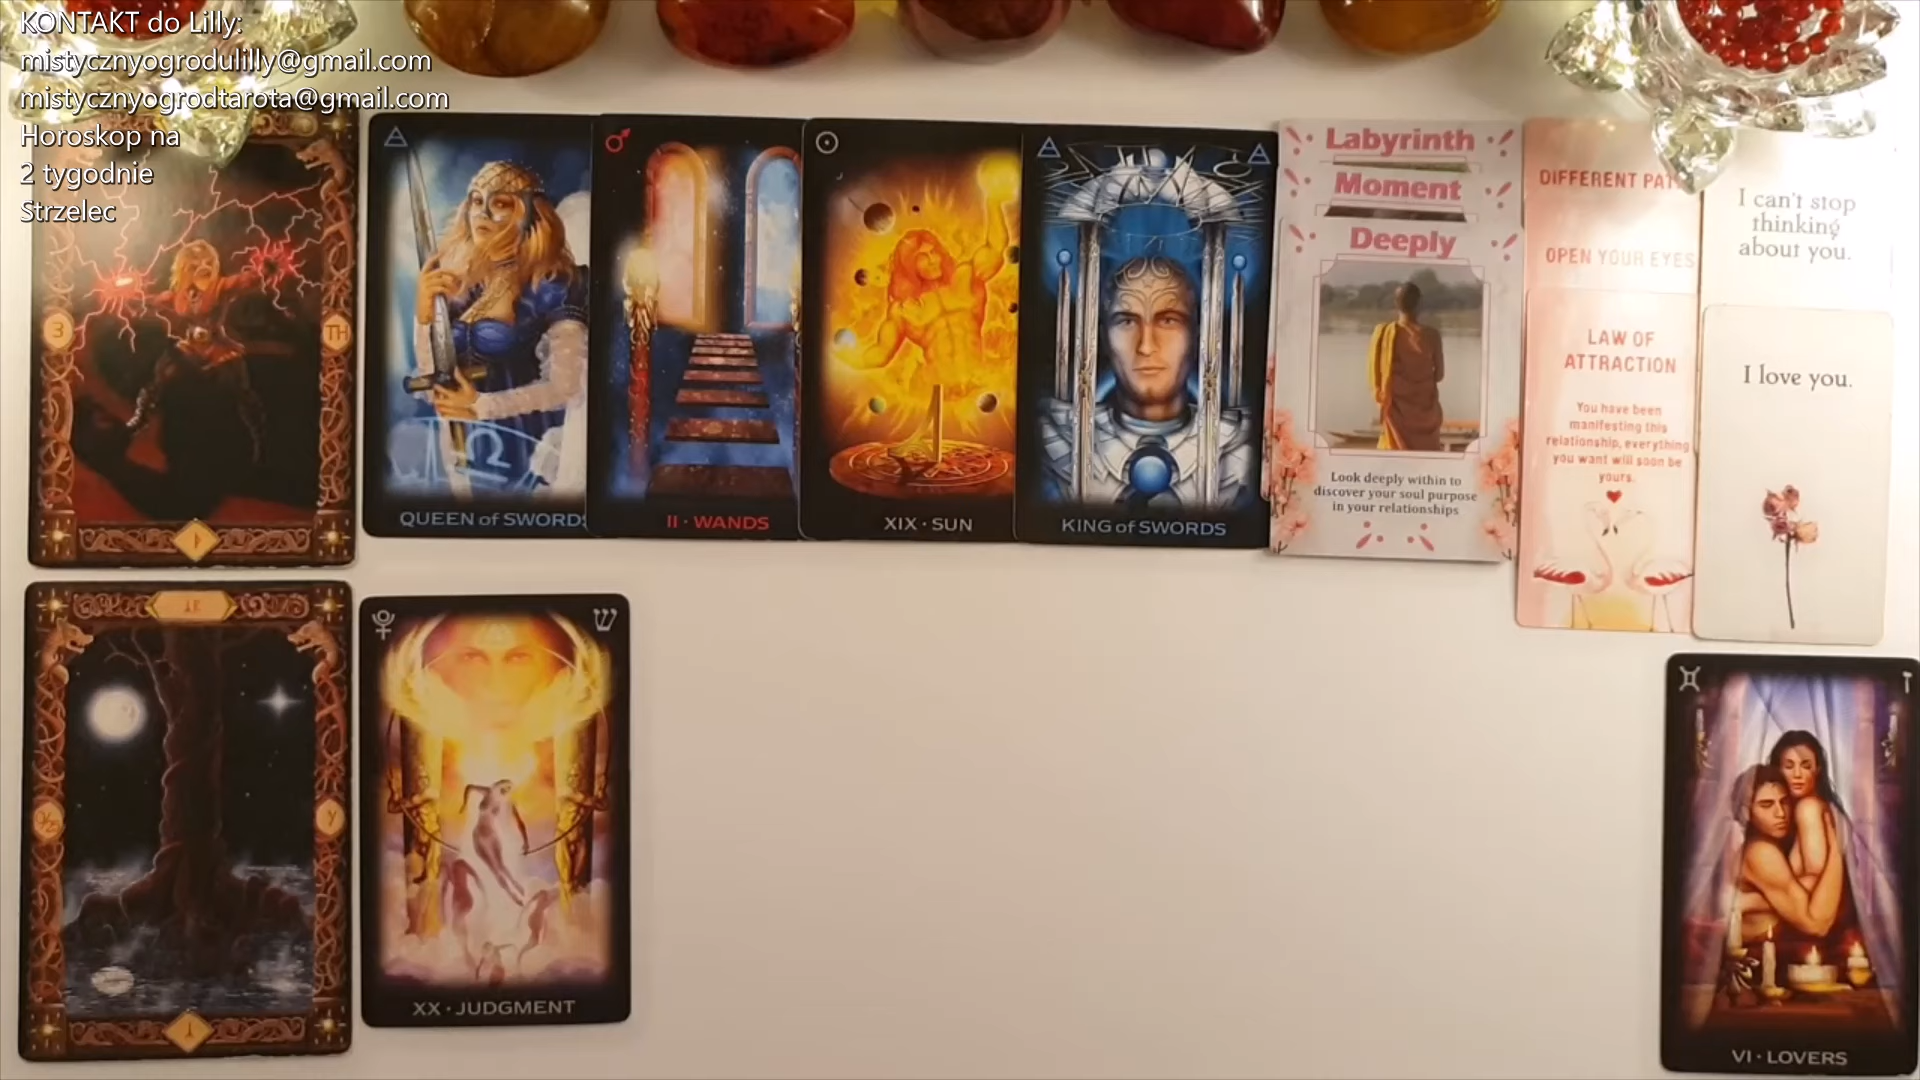 KONTAKT do Lilly:
mistycznyogrodulilly@gmail.com
mistycznyogrodtarota@gmail.com
Horoskop na
2 tygodnie
Strzelec
3
TH
QUEEN of SWORDS
II · WANDS
XIX · SUN
KING of SWORDS
Labyrinth
Moment
Deeply
Look deeply within to
discover your soul purpose
in your relationships
DIFFERENT
OPEN YOUR EYES
LAW OF
ATTRACTION
You have been
manifesting this
relationship, everything
you want will soon be
yours.
I can't stop
thinking
about you.
I love you.
Y
ש
XX · JUDGMENT
VI · LOVERS